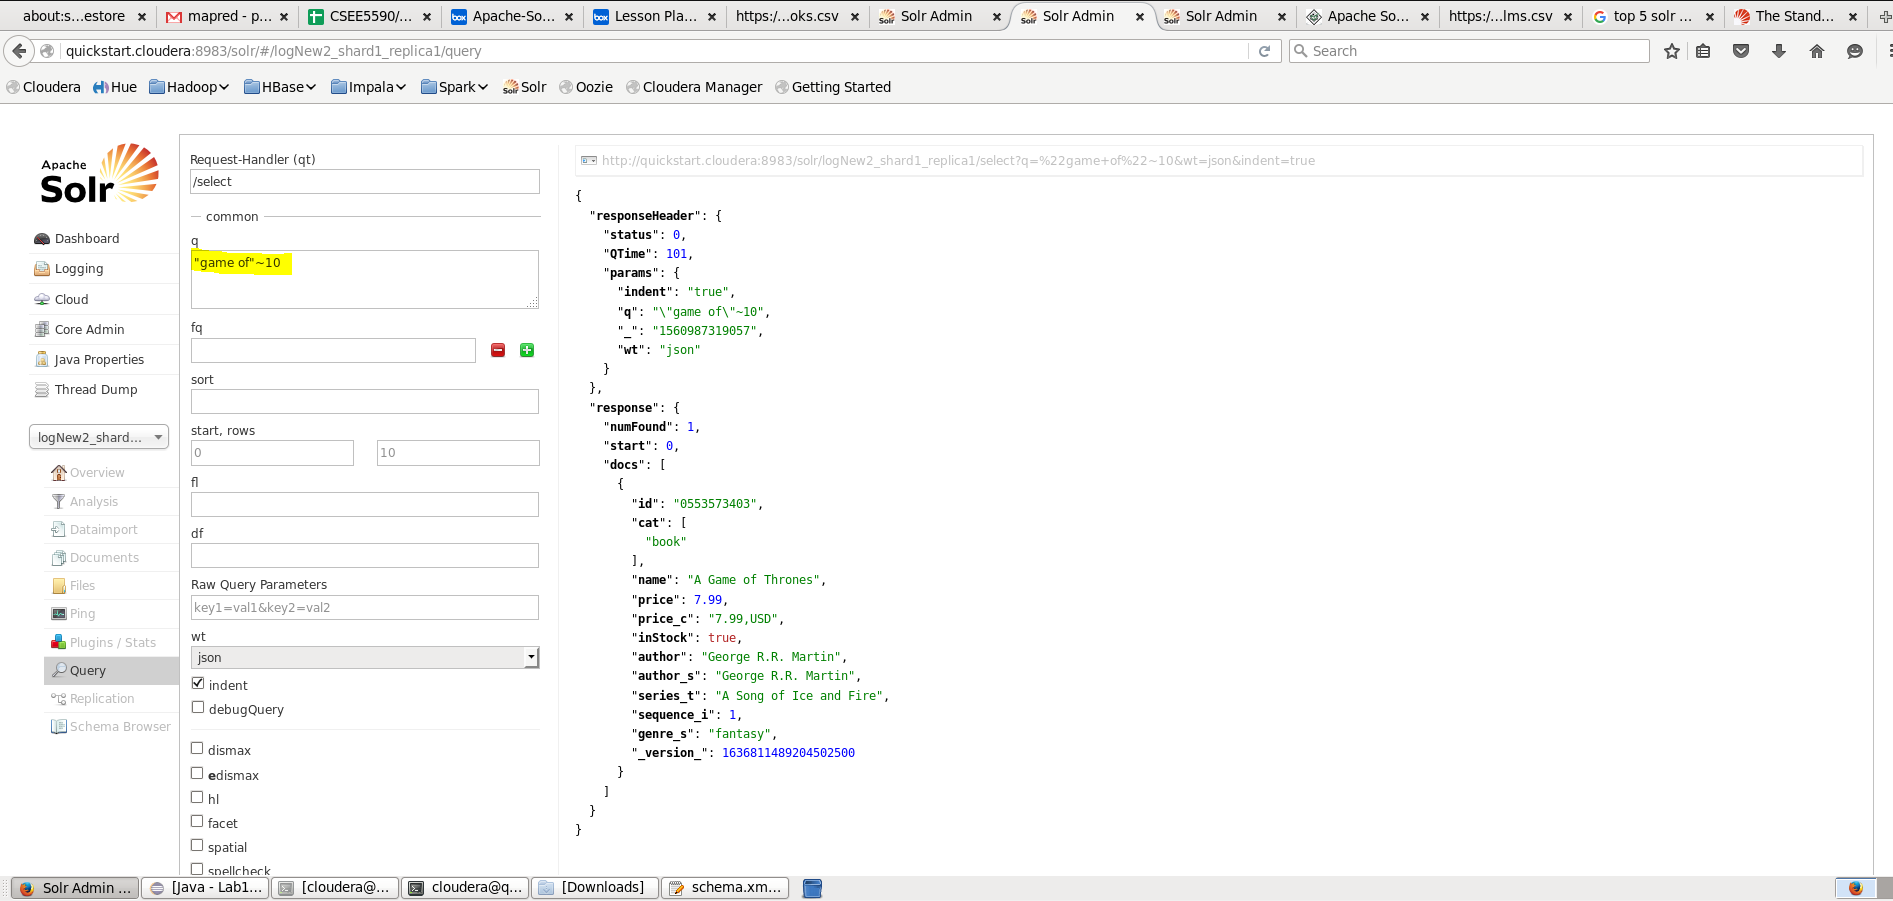 about:s...estore
mapred - p...
CSEE5590/...
Apache-So...
Lesson Pla...
https:/...oks.csv
Solr Admin
Solr Admin
Solr Admin
Apache So...
https:/...lms.csv
top 5 solr ...
The Stand...
quickstart.cloudera:8983/solr/#/logNew2_shard1_replica1/query
Search
Cloudera
Hue
Hadoop
HBase
Impala
Spark
Solr
Oozie
Cloudera Manager
Getting Started
Apache
Solr
Dashboard
Logging
Cloud
Core Admin
Java Properties
Thread Dump
logNew2_shard...
Overview
Analysis
Dataimport
Documents
Files
Ping
Plugins / Stats
Query
Replication
Schema Browser
Request-Handler (qt)
/select
common
q
"game of"~10
fq
sort
start, rows
0
10
fl
df
Raw Query Parameters
key1=val1&key2=val2
wt
json
indent
debugQuery
dismax
edismax
hl
facet
spatial
spellcheck
http://quickstart.cloudera:8983/solr/logNew2_shard1_replica1/select?q=%22game+of%22~10&wt=json&indent=true
{
"responseHeader": {
"status": 0,
"QTime": 101,
"params": {
"indent": "true",
"q": "\"game of\"~10",
"_": "1560987319057",
"wt": "json"
}
},
"response": {
"numFound": 1,
"start": 0,
"docs": [
{
"id": "0553573403",
"cat": [
"book"
],
"name": "A Game of Thrones",
"price": 7.99,
"price_c": "7.99,USD",
"inStock": true,
"author": "George R.R. Martin",
"author_s": "George R.R. Martin",
"series_t": "A Song of Ice and Fire",
"sequence_i": 1,
"genre_s": "fantasy",
"_version_": 1636811489204502500
}
]
}
}
Solr Admin ...
[Java - Lab1...
[cloudera@...
cloudera@q...
[Downloads]
schema.xm...